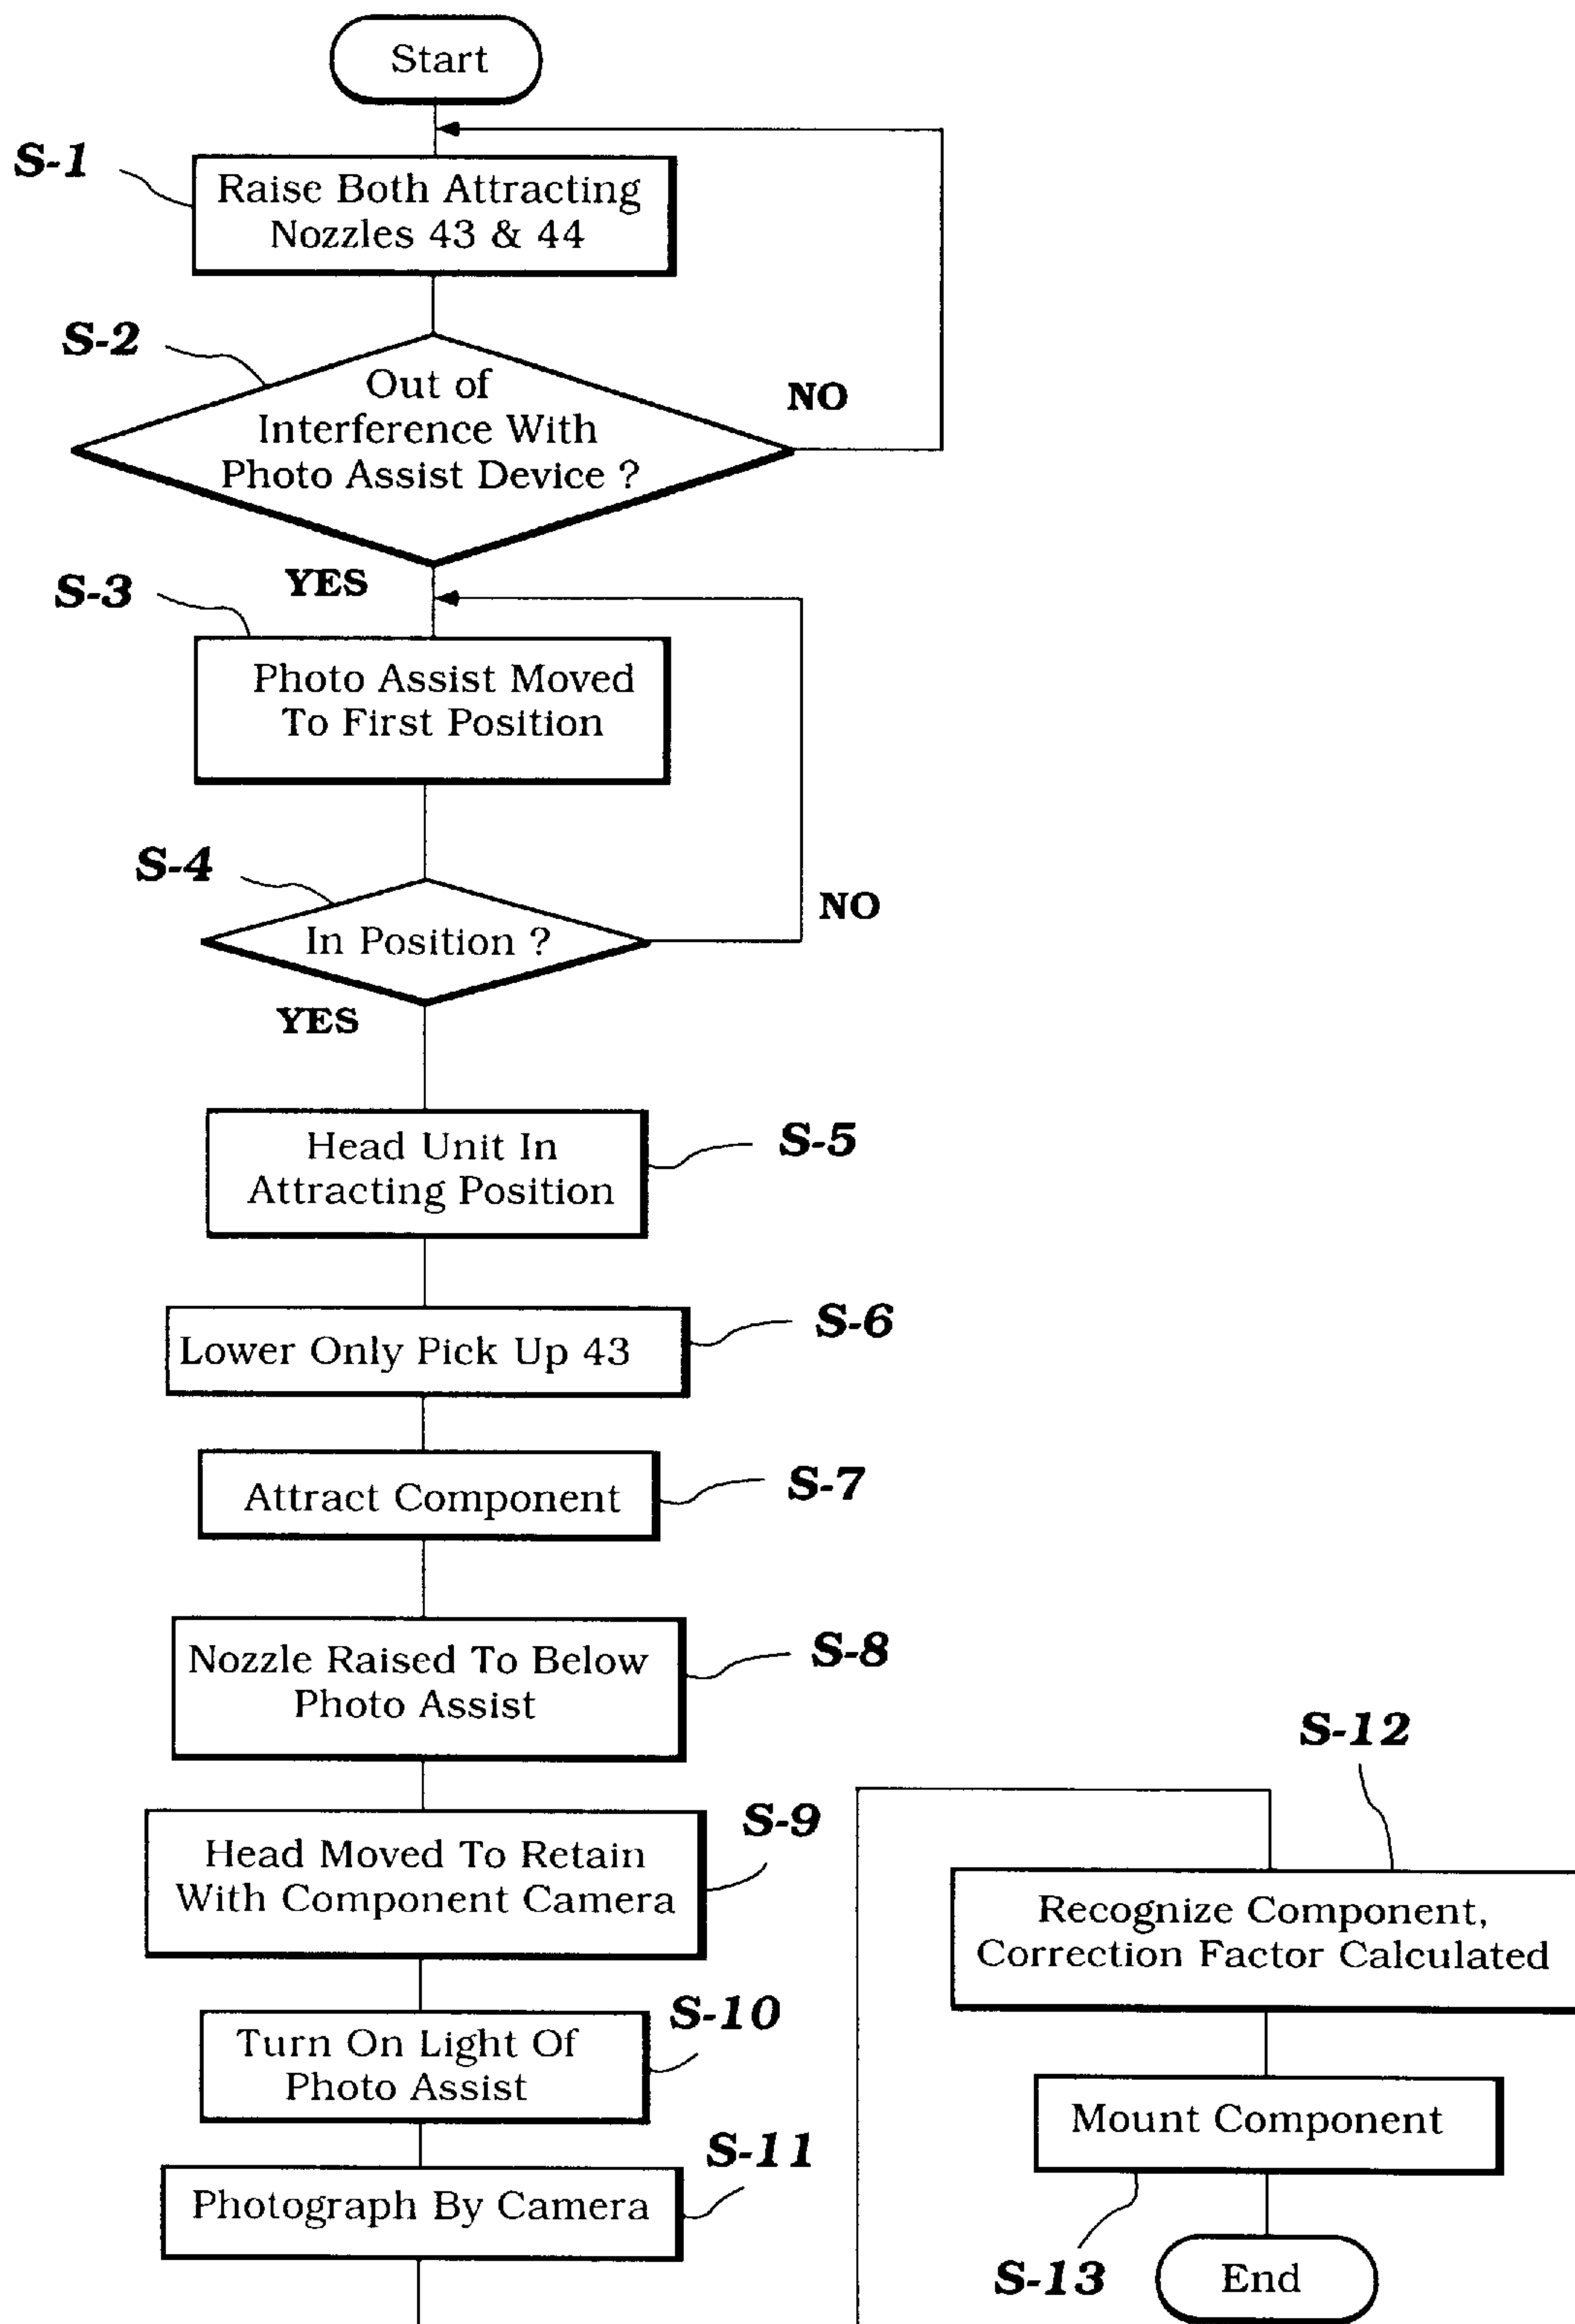 Start
S-1
Raise Both Attracting
Nozzles 43 & 44
S-2
Out of
Interference With
Photo Assist Device ?
NO
YES
S-3
Photo Assist Moved
To First Position
S-4
In Position ?
NO
YES
Head Unit In
Attracting Position
S-5
Lower Only Pick Up 43
S-6
Attract Component
S-7
Nozzle Raised To Below
Photo Assist
S-8
Head Moved To Retain
With Component Camera
S-9
Turn On Light Of
Photo Assist
S-10
Photograph By Camera
S-11
S-12
Recognize Component,
Correction Factor Calculated
Mount Component
S-13
End